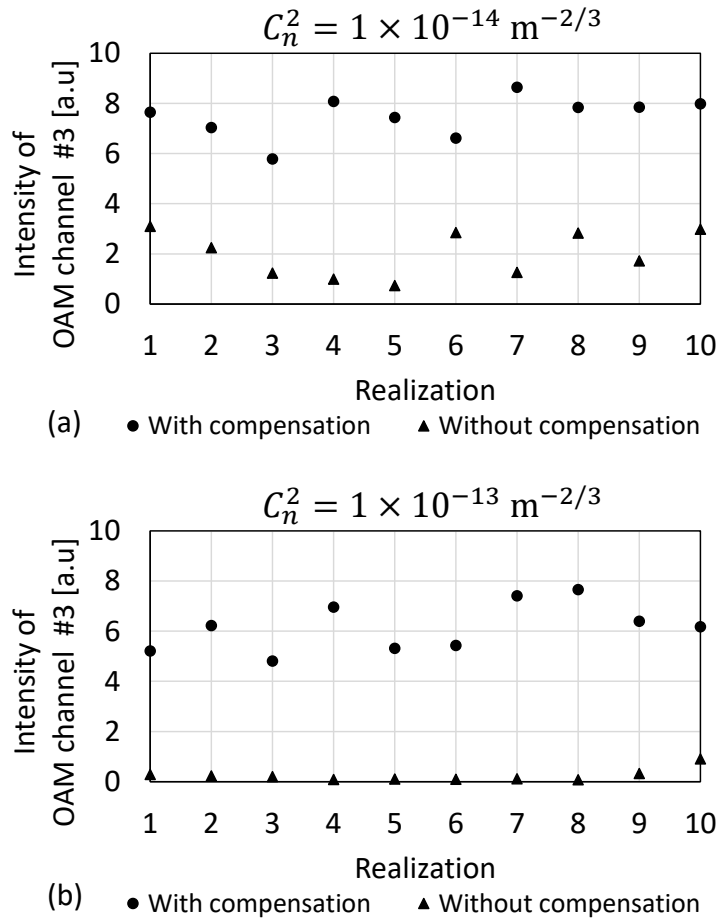 C_n^2 = 1 × 10^{-14} m^{-2/3}
Intensity of
OAM channel #3 [a.u]
10
8
6
4
2
0
1 2 3 4 5 6 7 8 9 10
Realization
(a) ● With compensation ▲ Without compensation
C_n^2 = 1 × 10^{-13} m^{-2/3}
Intensity of
OAM channel #3 [a.u]
10
8
6
4
2
0
1 2 3 4 5 6 7 8 9 10
Realization
(b) ● With compensation ▲ Without compensation